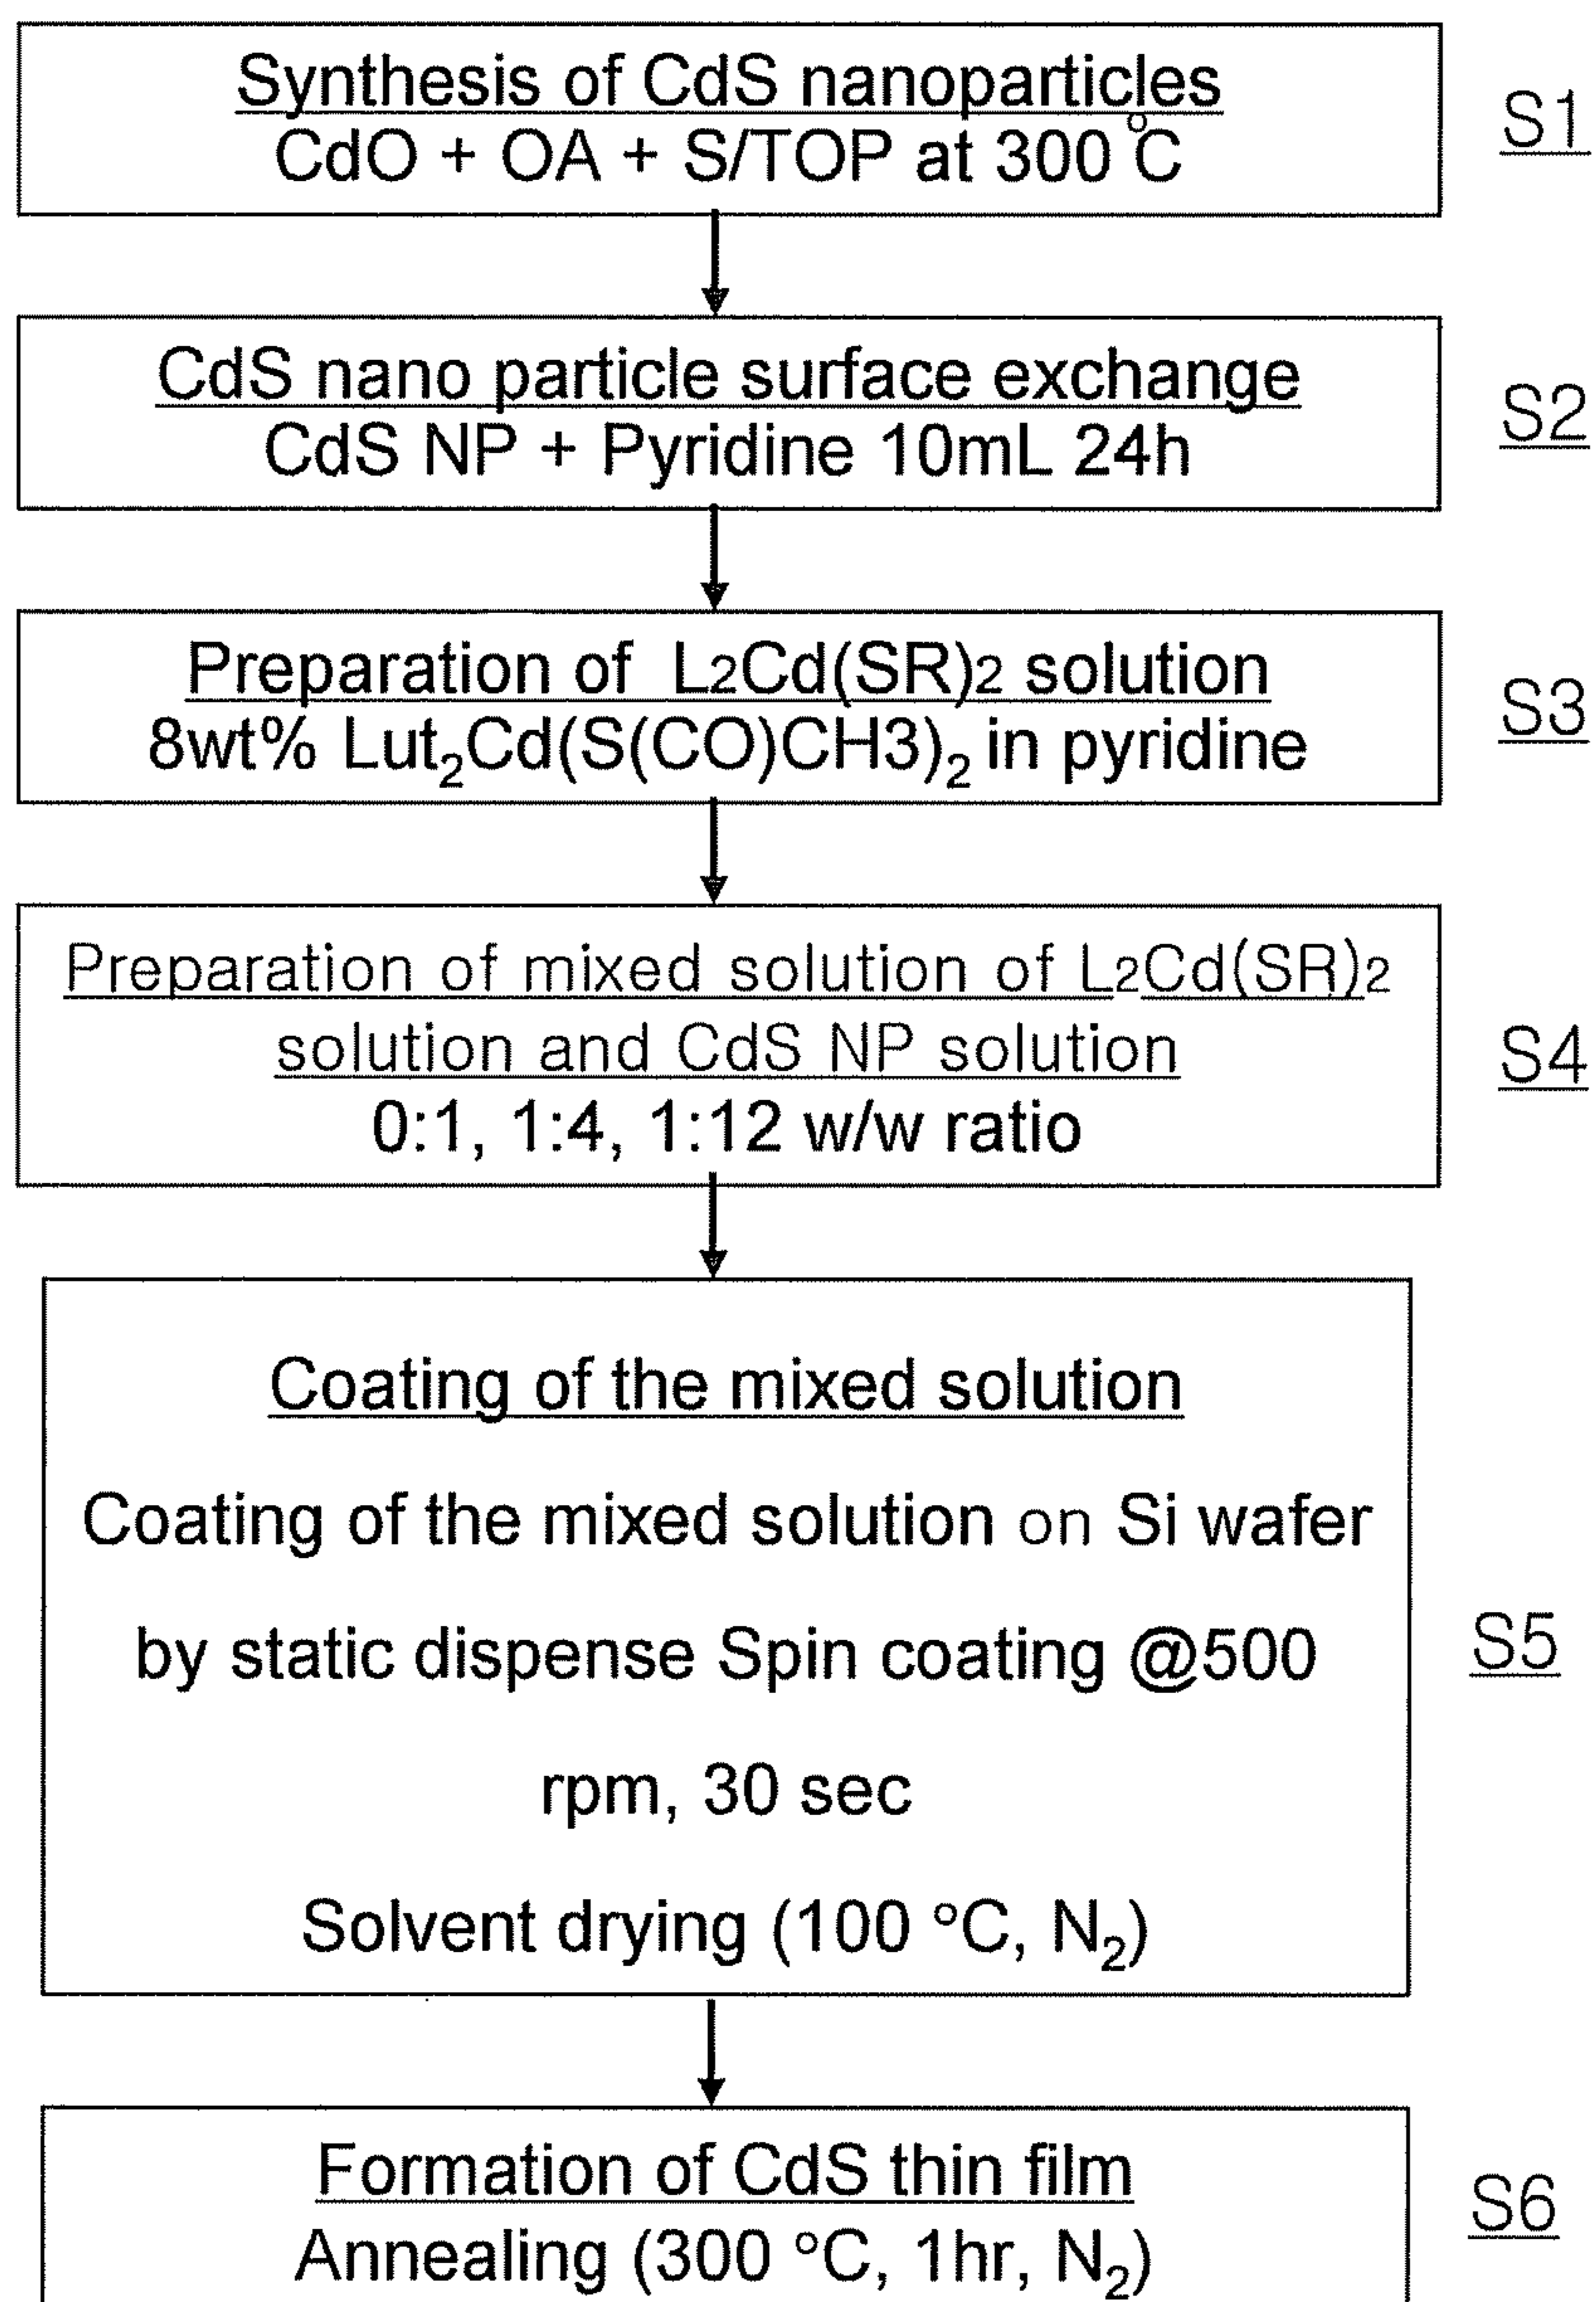 Synthesis of CdS nanoparticles
CdO + OA + S/TOP at 300 ℃
S1
CdS nano particle surface exchange
CdS NP + Pyridine 10mL 24h
S2
Preparation of L2Cd(SR)2 solution
8wt% Lut₂Cd(S(CO)CH3)₂ in pyridine
S3
Preparation of mixed solution of L2Cd(SR)2
solution and CdS NP solution
0:1, 1:4, 1:12 w/w ratio
S4
Coating of the mixed solution
Coating of the mixed solution on Si wafer
by static dispense Spin coating @500
rpm, 30 sec
Solvent drying (100 °C, N₂)
S5
Formation of CdS thin film
Annealing (300 °C, 1hr, N₂)
S6